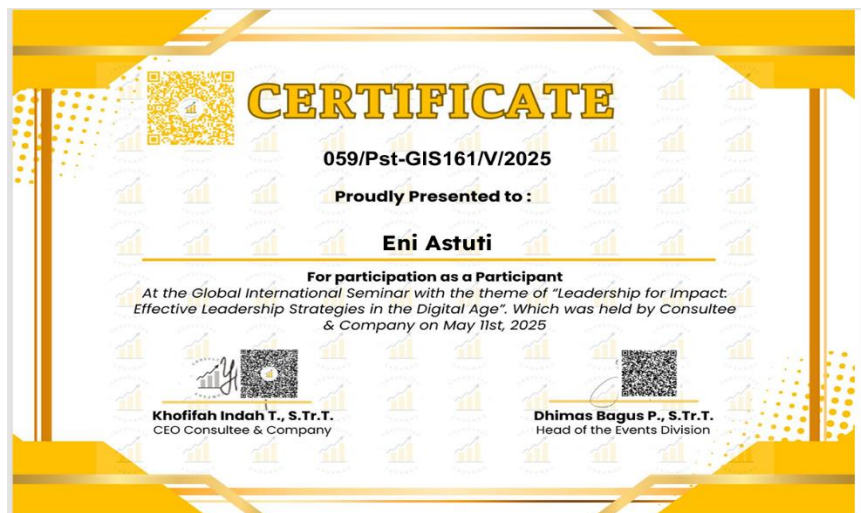 CERTIFICATE
059/Pst-GIS161/V/2025
Proudly Presented to :
Eni Astuti
For participation as a Participant
At the Global International Seminar with the theme of “Leadership for Impact:
Effective Leadership Strategies in the Digital Age”. Which was held by Consultee
& Company on May 11st, 2025
Khofifah Indah T., S.Tr.T.
CEO Consultee & Company
Dhimas Bagus P., S.Tr.T.
Head of the Events Division